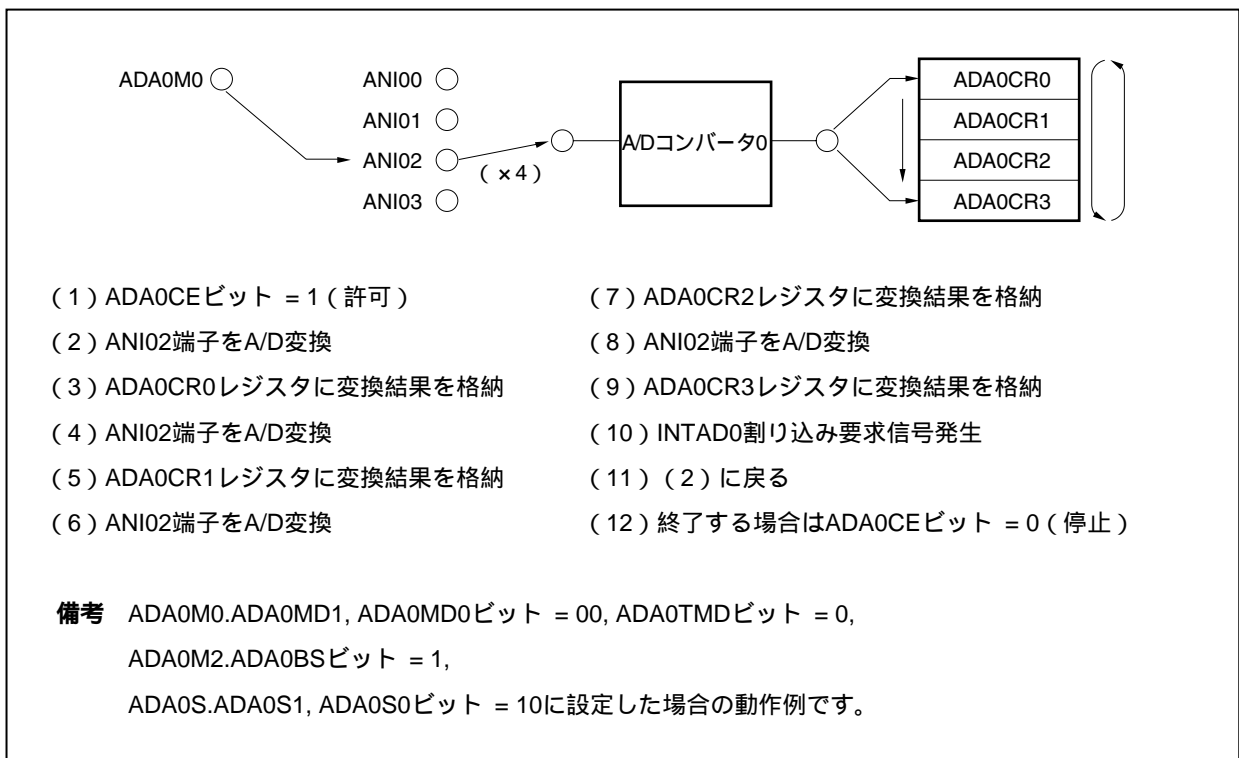 ADA0M0
ANI00
ANI01
ANI02
ANI03
(×4)
A/Dコンバータ0
ADA0CR0
ADA0CR1
ADA0CR2
ADA0CR3
(1)ADA0CEビット = 1(許可)
(2)ANI02端子をA/D変換
(3)ADA0CR0レジスタに変換結果を格納
(4)ANI02端子をA/D変換
(5)ADA0CR1レジスタに変換結果を格納
(6)ANI02端子をA/D変換
(7)ADA0CR2レジスタに変換結果を格納
(8)ANI02端子をA/D変換
(9)ADA0CR3レジスタに変換結果を格納
(10)INTAD0割り込み要求信号発生
(11)(2)に戻る
(12)終了する場合はADA0CEビット = 0(停止)
備考 ADA0M0.ADA0MD1, ADA0MD0ビット = 00, ADA0TMDビット = 0,
ADA0M2.ADA0BSビット = 1,
ADA0S.ADA0S1, ADA0S0ビット = 10に設定した場合の動作例です。